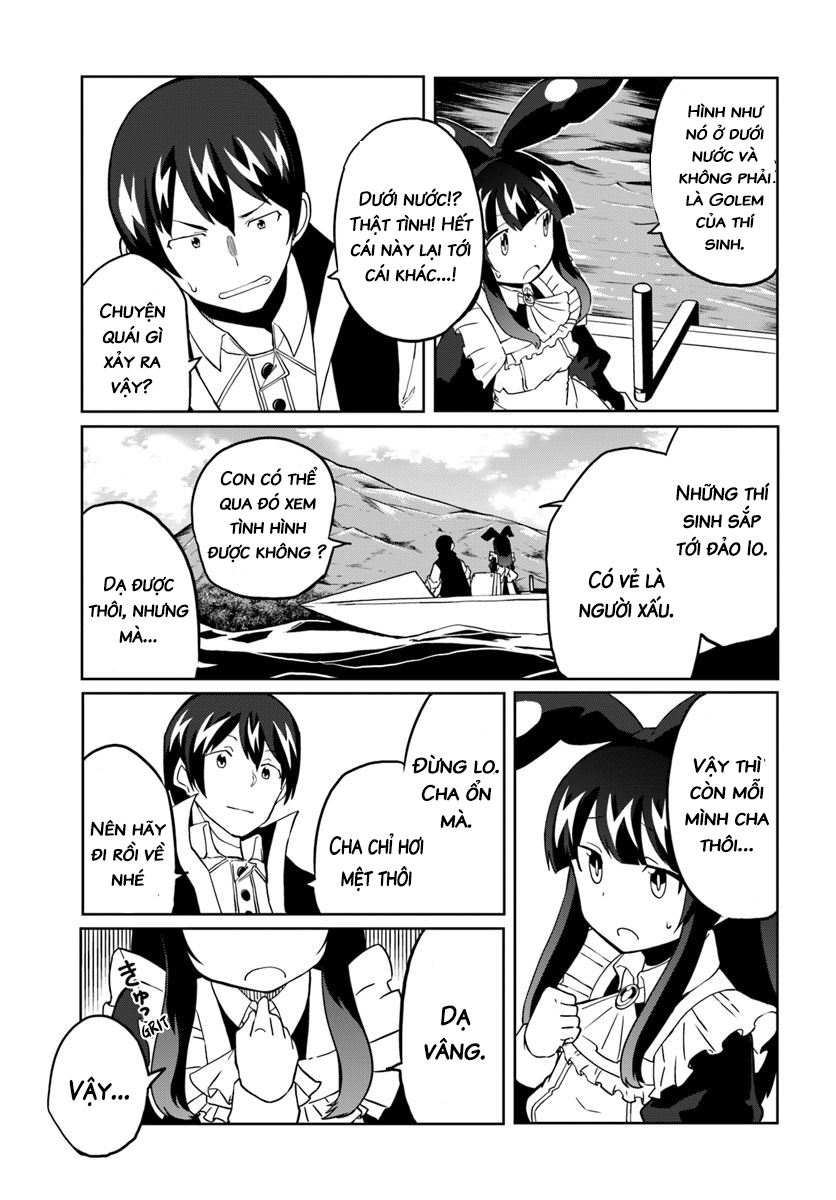 HÌNH NHƯ
NÓ Ở DƯỚI
NƯỚC VÀ
KHÔNG PHẢI
LÀ GOLEM
CỦA THÍ
SINH.
DƯỚI NƯỚC!?
THẬT TÌNH! HẾT
CÁI NÀY LẠI TỚI
CÁI KHÁC...!
CHUYỆN
QUÁI GÌ
XẢY RA
VẬY?
NHỮNG THÍ
SINH SẮP
TỚI ĐẢO IO.
CÓ VẺ LÀ
NGƯỜI XẤU.
CON CÓ THỂ
QUA ĐÓ XEM
TÌNH HÌNH
ĐƯỢC KHÔNG ?
DẠ ĐƯỢC
THÔI, NHƯNG
MÀ...
VẬY THÌ
CÒN MỖI
MÌNH CHA
THÔI...
ĐỪNG LO.
CHA ỔN
MÀ.
CHA CHỈ HƠI
MỆT THÔI
NÊN HÃY
ĐI RỒI VỀ
NHÉ
DẠ
VÂNG.
きゅっ
GRIT
VẬY...